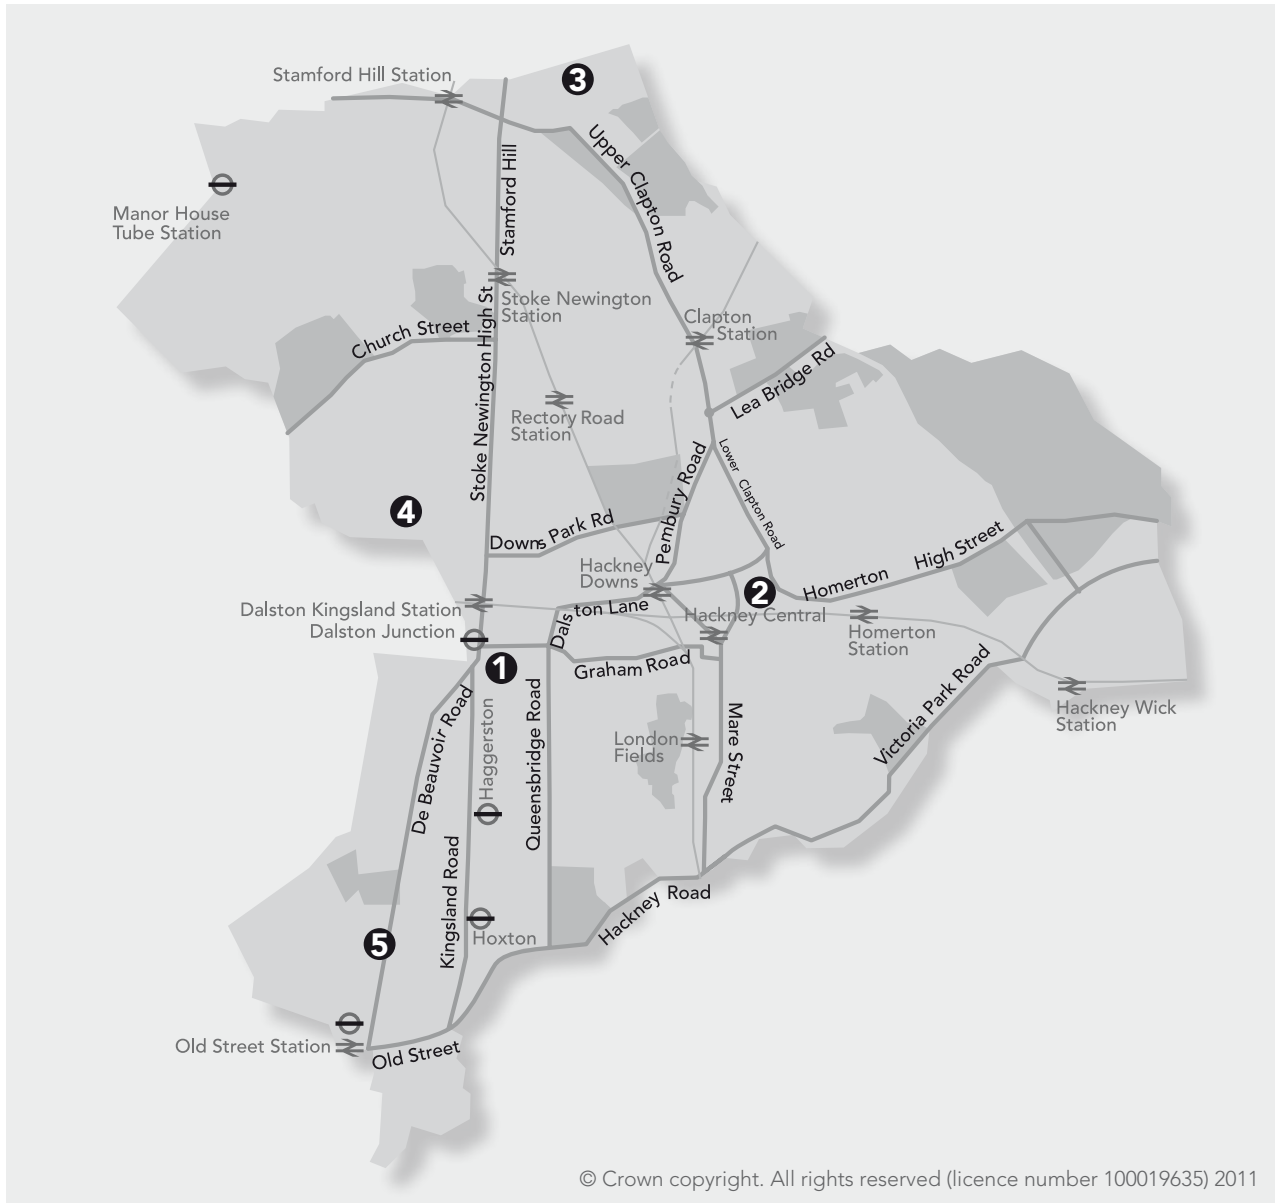 3
Stamford Hill Station
Upper Clapton Road
Stamford Hill
Manor House
Tube Station
Stoke Newington
Station
Stoke Newington High St
Clapton
Station
Church Street
Lea Bridge Rd
Rectory Road
Station
Lower Clapton Road
Pembury Road
4
Downs Park Rd
High Street
Homerton
Hackney
Downs
2
Dalston Lane
Hackney Central
Dalston Kingsland Station
Dalston Junction
Homerton
Station
1
Graham Road
Victoria Park Road
Hackney Wick
Station
De Beauvoir Road
Haggerston
Queensbridge Road
London
Fields
Mare Street
Kingsland Road
Hackney Road
5
Hoxton
Old Street Station
Old Street
© Crown copyright. All rights reserved (licence number 100019635) 2011